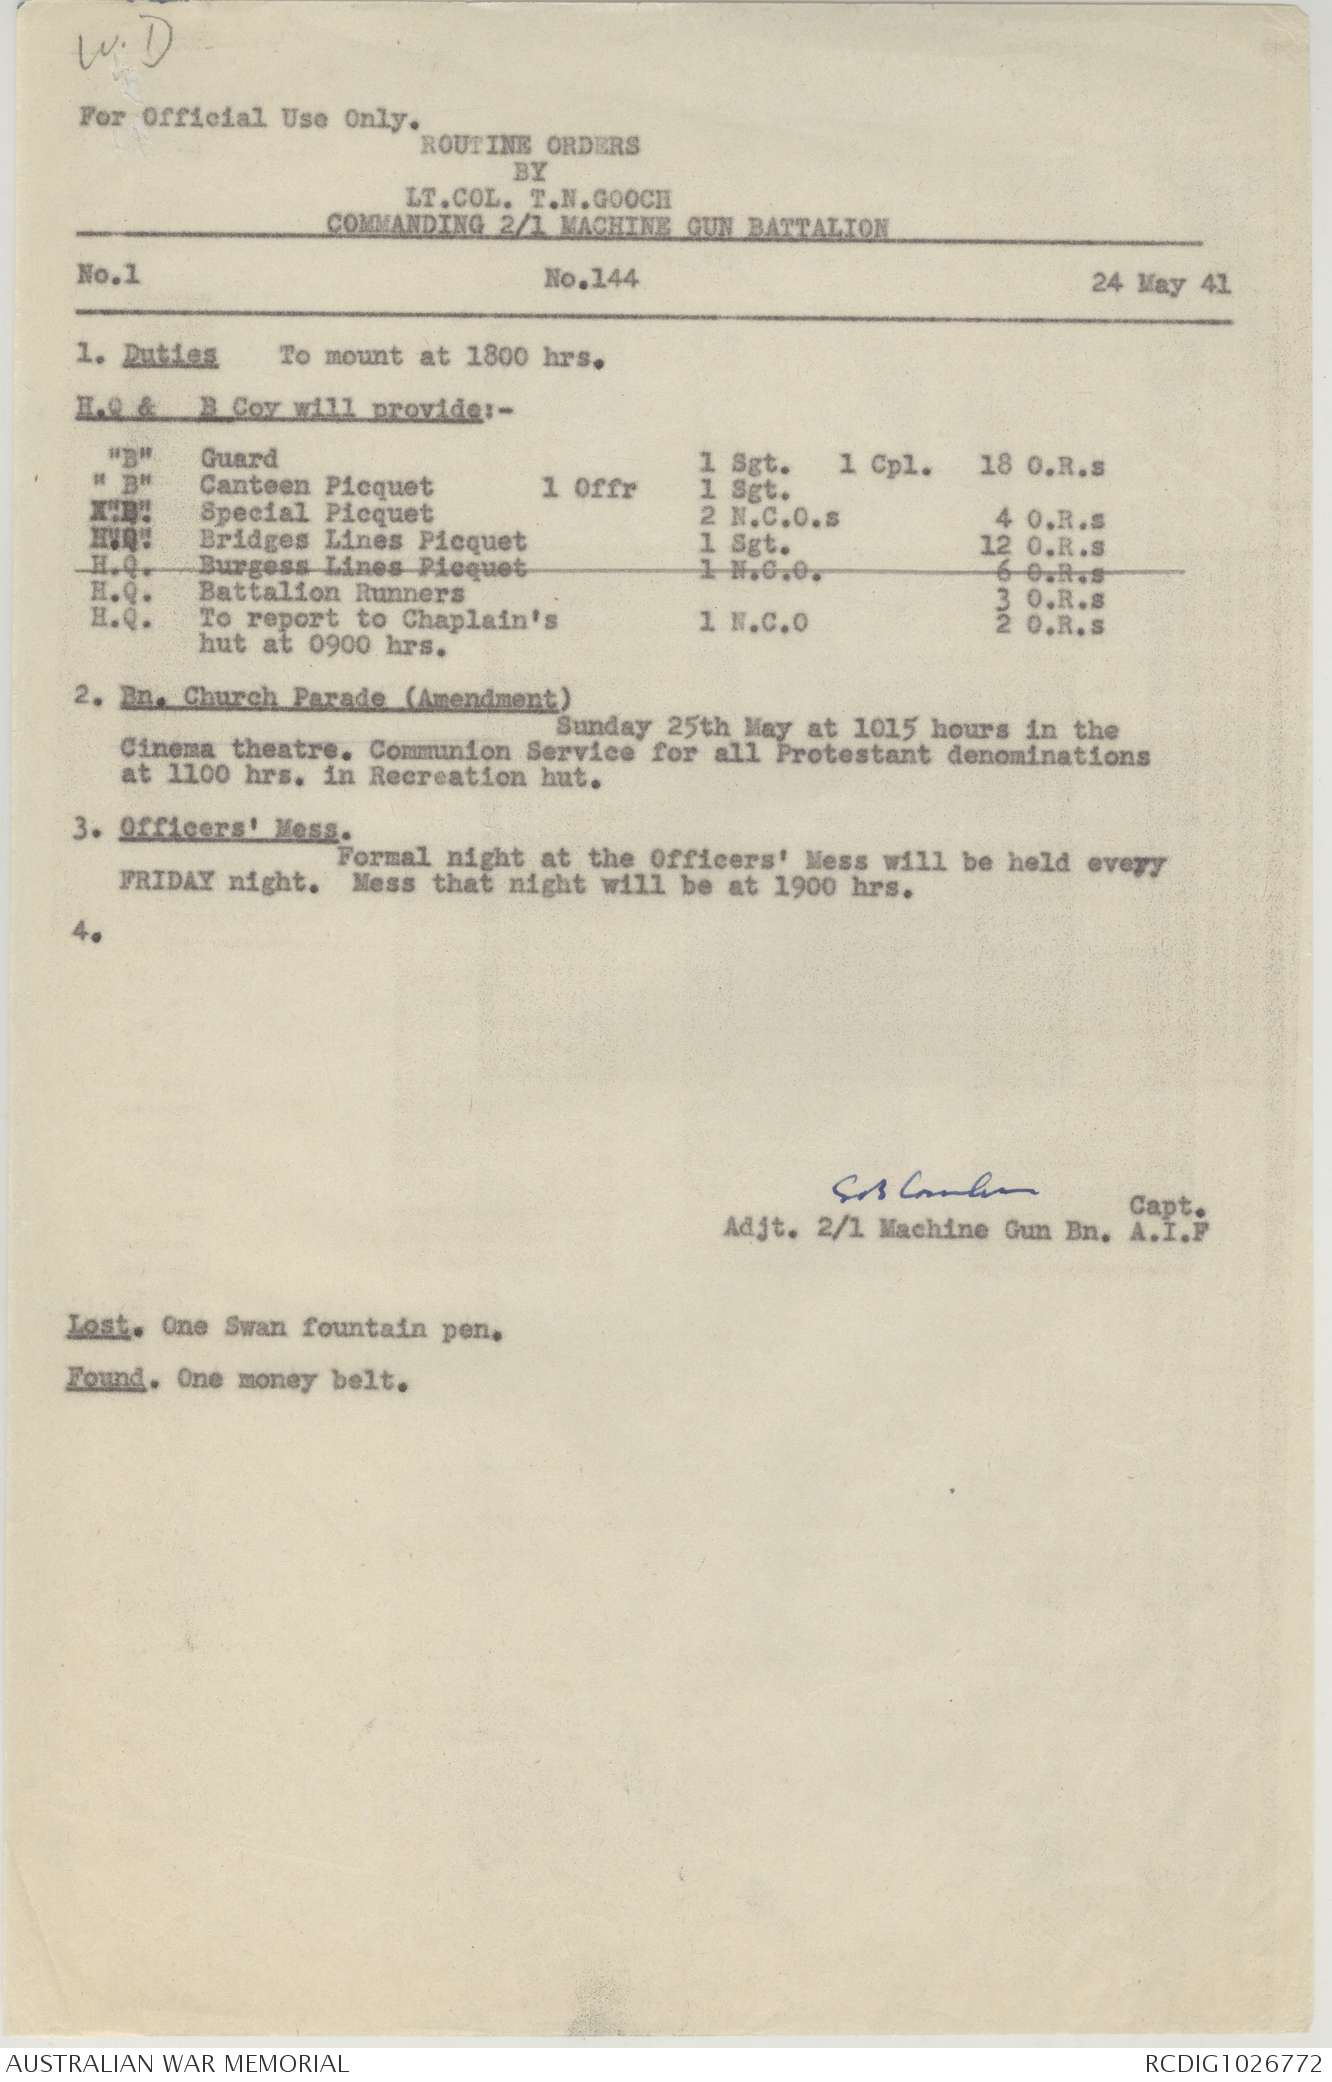 W.D
For Official Use Only.
ROUTINE ORDERS
BY
LT.COL. T.N.GOOCH
COMMANDING 2/1 MACHINE GUN BATTALION
No.1 No.144 24 May 41
1. Duties To mount at 1800 hrs.
H.Q & B Coy will provide:-
"B" Guard 1 Sgt. 1 Cpl. 18 O.R.s
" B" Canteen Picquet 1 Offr 1 Sgt.
"B" Special Picquet 2 N.C.O.s 4 O.R.s
H.Q. Bridges Lines Picquet 1 Sgt. 12 O.R.s
H.Q. Burgess Lines Picquet 1 N.C.O. 6 O.R.s
H.Q. Battalion Runners 3 O.R.s
H.Q. To report to Chaplain's 1 N.C.O 2 O.R.s
hut at 0900 hrs.
2. Bn. Church Parade (Amendment)
Sunday 25th May at 1015 hours in the
Cinema theatre. Communion Service for all Protestant denominations
at 1100 hrs. in Recreation hut.
3. Officers' Mess.
Formal night at the Officers' Mess will be held every
FRIDAY night. Mess that night will be at 1900 hrs.
4.
Capt.
Adjt. 2/1 Machine Gun Bn. A.I.F
Lost. One Swan fountain pen.
Found. One money belt.
AUSTRALIAN WAR MEMORIAL RCDIG1026772